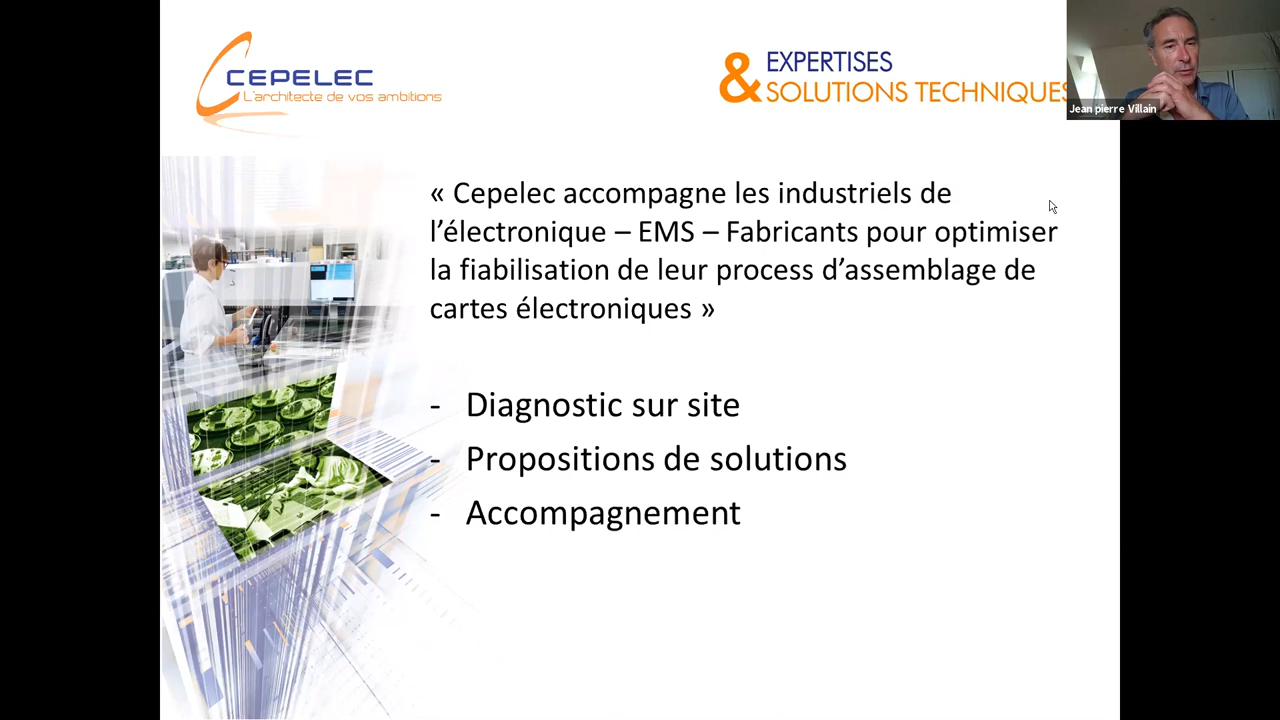 CEPELEC
L'architecte de vos ambitions
& EXPERTISES
SOLUTIONS TECHNIQUES
Jean pierre Villain
« Cepelec accompagne les industriels de
l’électronique – EMS – Fabricants pour optimiser
la fiabilisation de leur process d’assemblage de
cartes électroniques »
- Diagnostic sur site
- Propositions de solutions
- Accompagnement